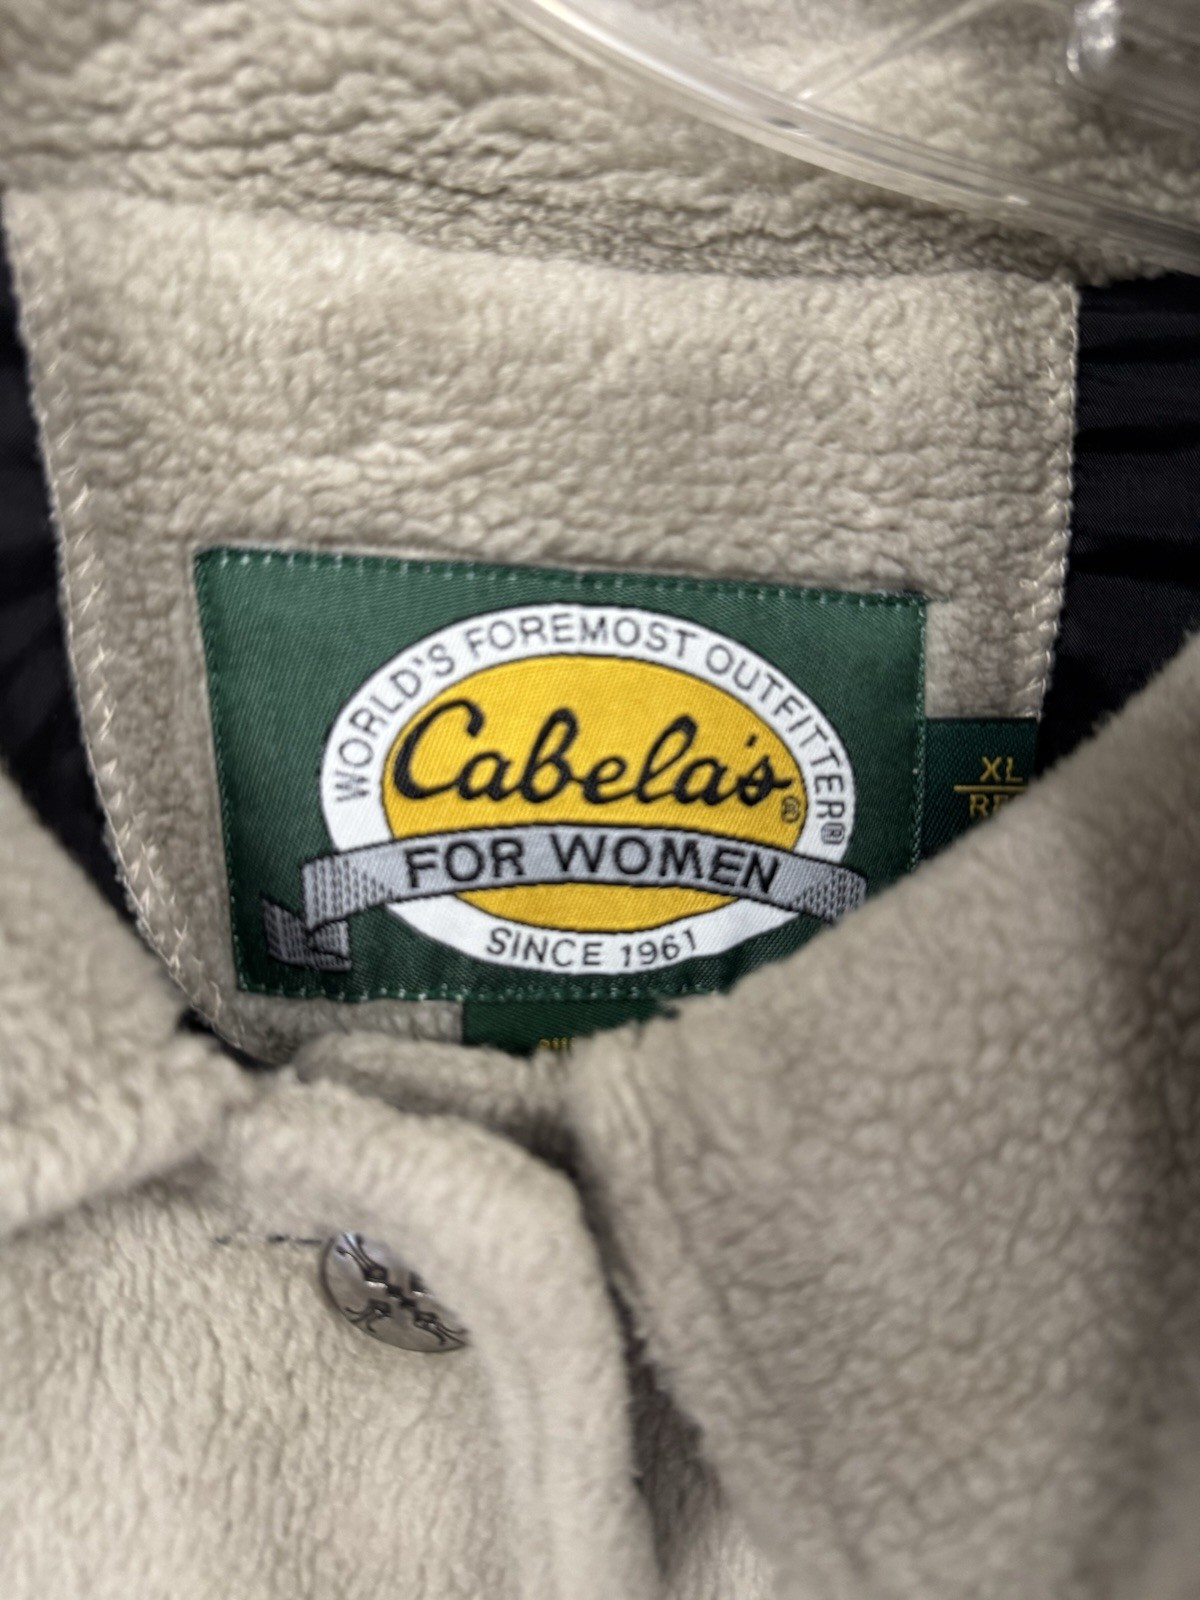 WORLD'S FOREMOST OUTFITTER®
Cabela's®
FOR WOMEN
SINCE 1961
XL